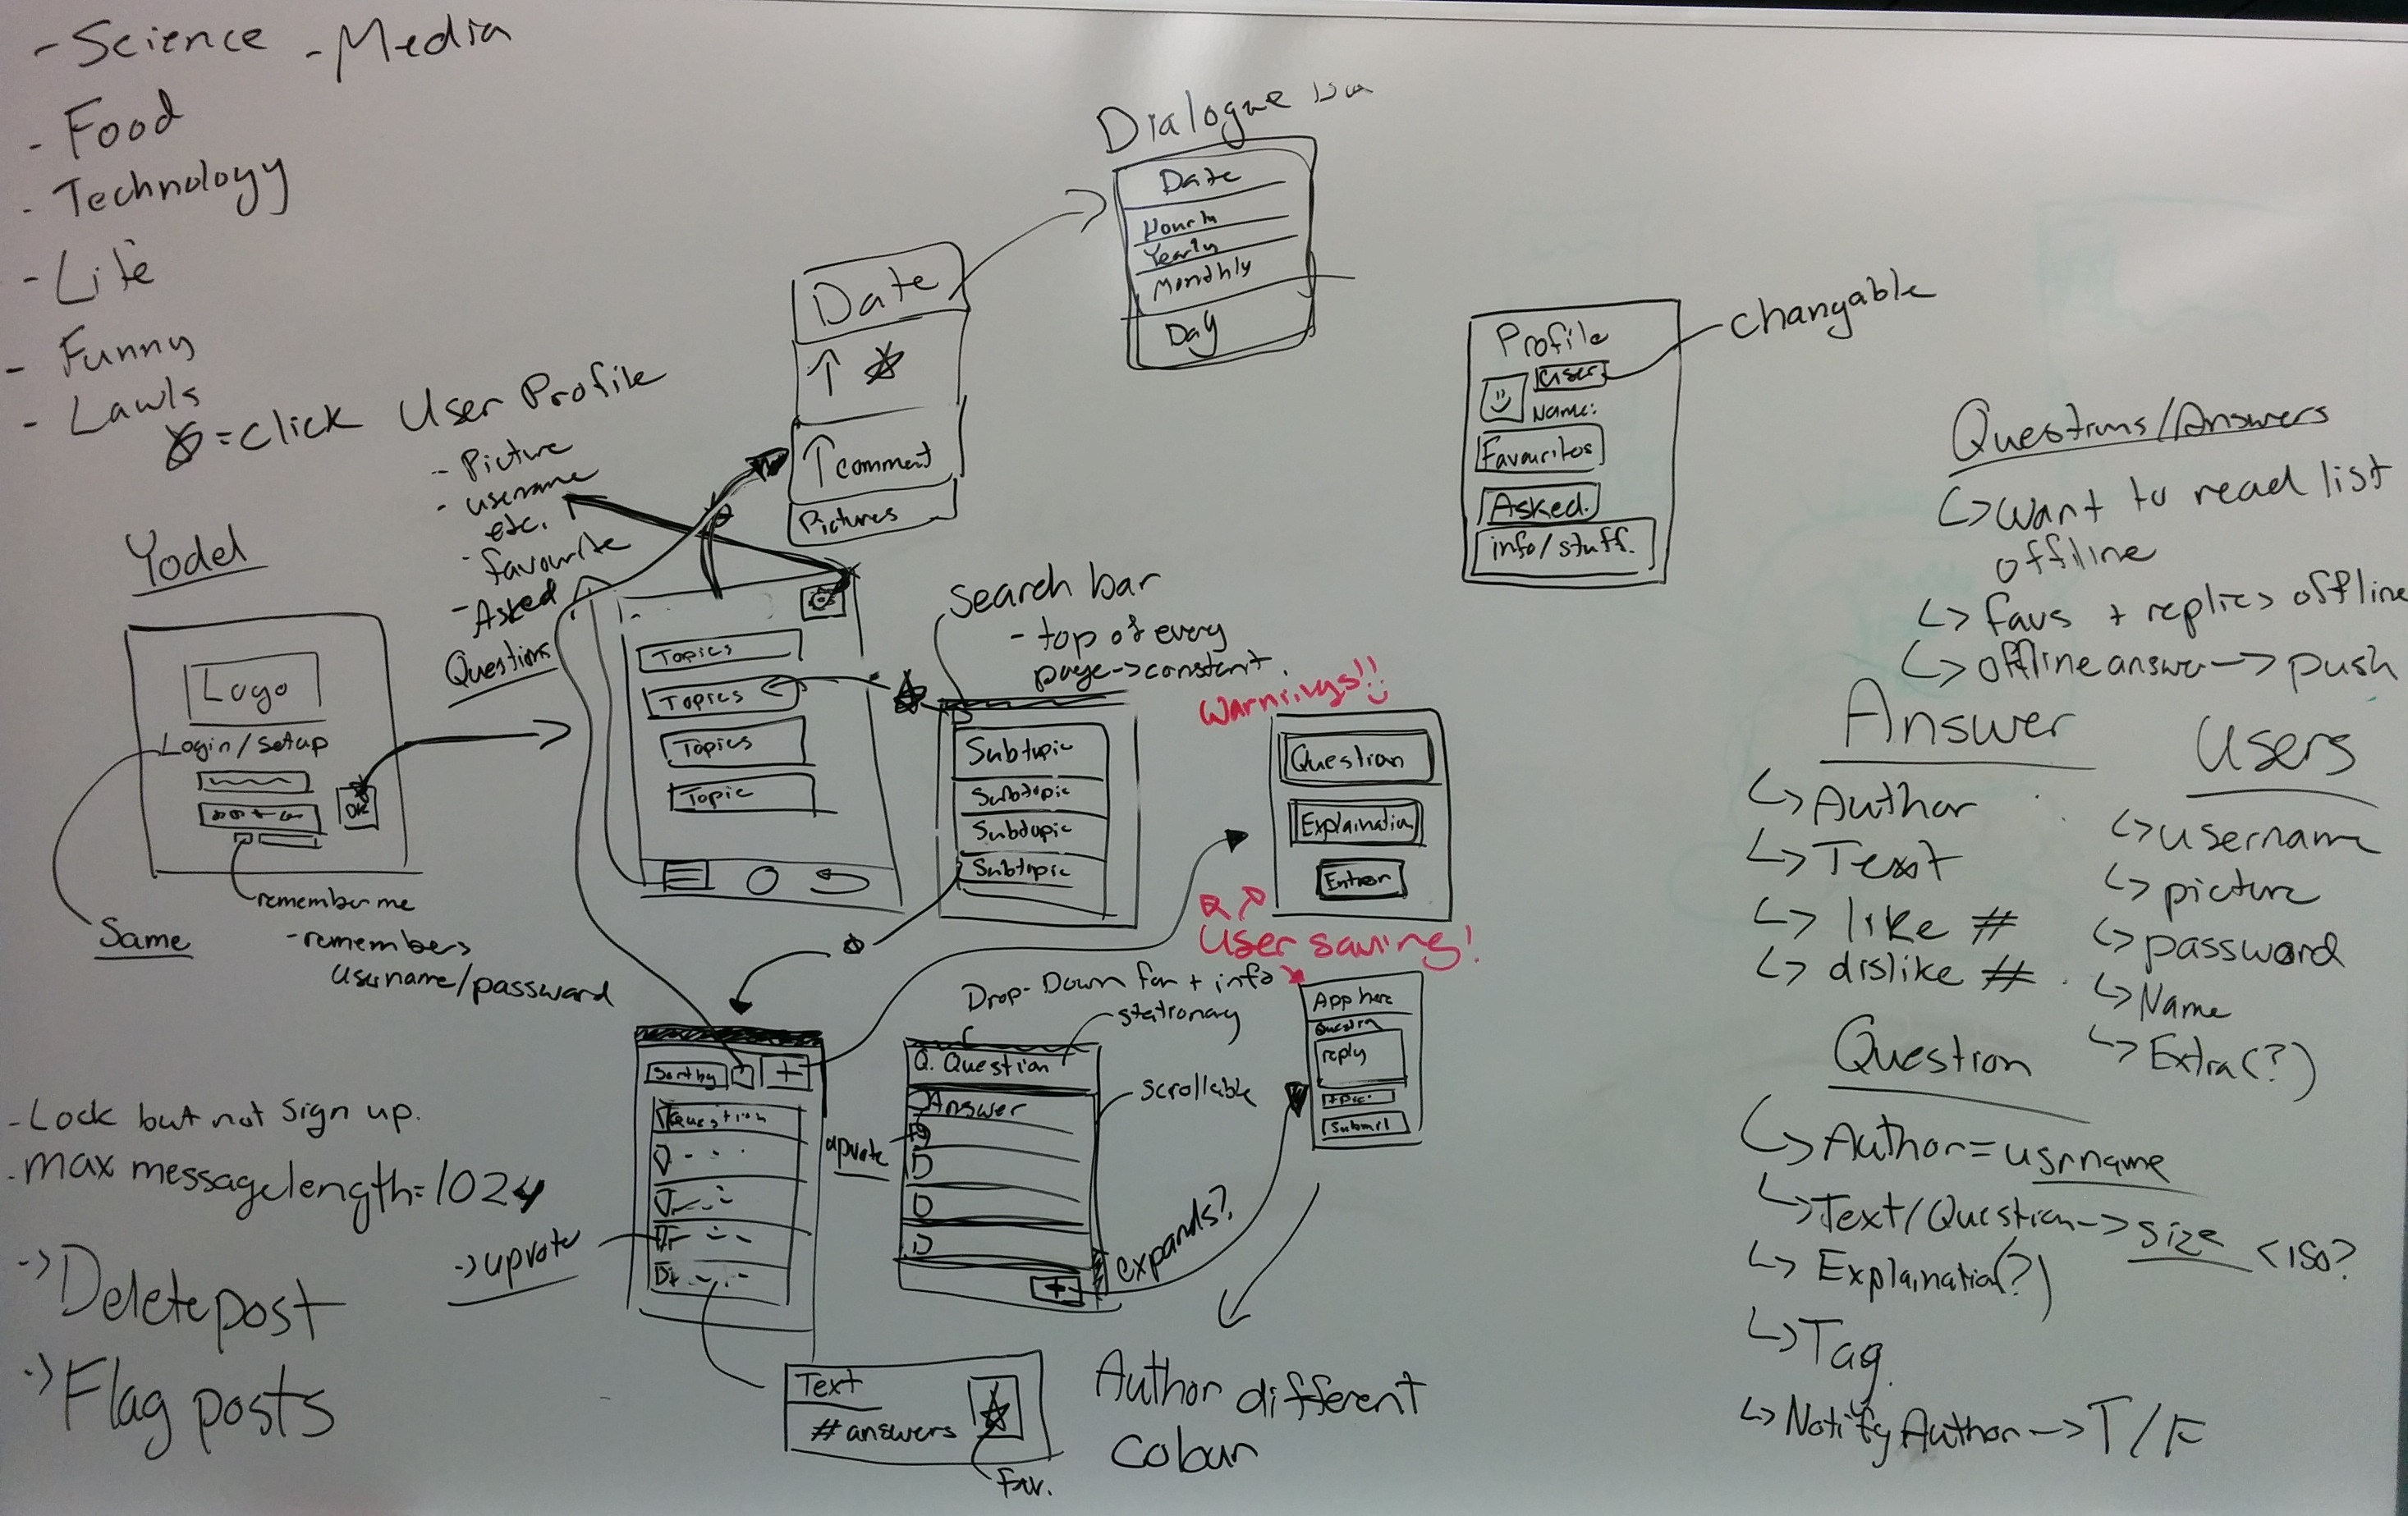 - Science - Media
- Food
- Technology
- Life
- Funny
- Lawls
= click User Profile
- Picture
- username
etc.
- favourite
- Asked
Questions
Yodel
Logo
Login/setup
OK
remember me
- remembers
username/password
Same
- Lock but not sign up.
- max message length = 1024
-> Delete post
-> Flag posts
Date
↑
↑ comment
Pictures
Dialogue
Date
Hourly
Yearly
Monthly
Day
Topics
Topics
Topics
Topic
Search bar
- top of every
page -> constant.
Subtopic
Subtopic
Subtopic
Subtopic
Warnings!!
Question
Explaination
Enter
User saving!
Sort by
+
Question
-> upvote
Text
# answers
Fav.
Drop-Down for + info
stationary
Q. Question
Answer
scrollable
upvote
+
expands?
App here
Question
reply
Submit
Author different
colour
Profile
User
Name:
Favourites
Asked.
info/stuff.
changable
Questions/Answers
↳ want to read list
offline
↳ favs + replies offline
↳ offline answer -> push
Answer
↳ Author
↳ Text
↳ like #
↳ dislike #
Users
↳ username
↳ picture
↳ password
↳ Name
↳ Extra(?)
Question
↳ Author = usrname
↳ Text/Question -> size < 150?
↳ Explaination(?)
↳ Tag
↳ Notify Author -> T/F